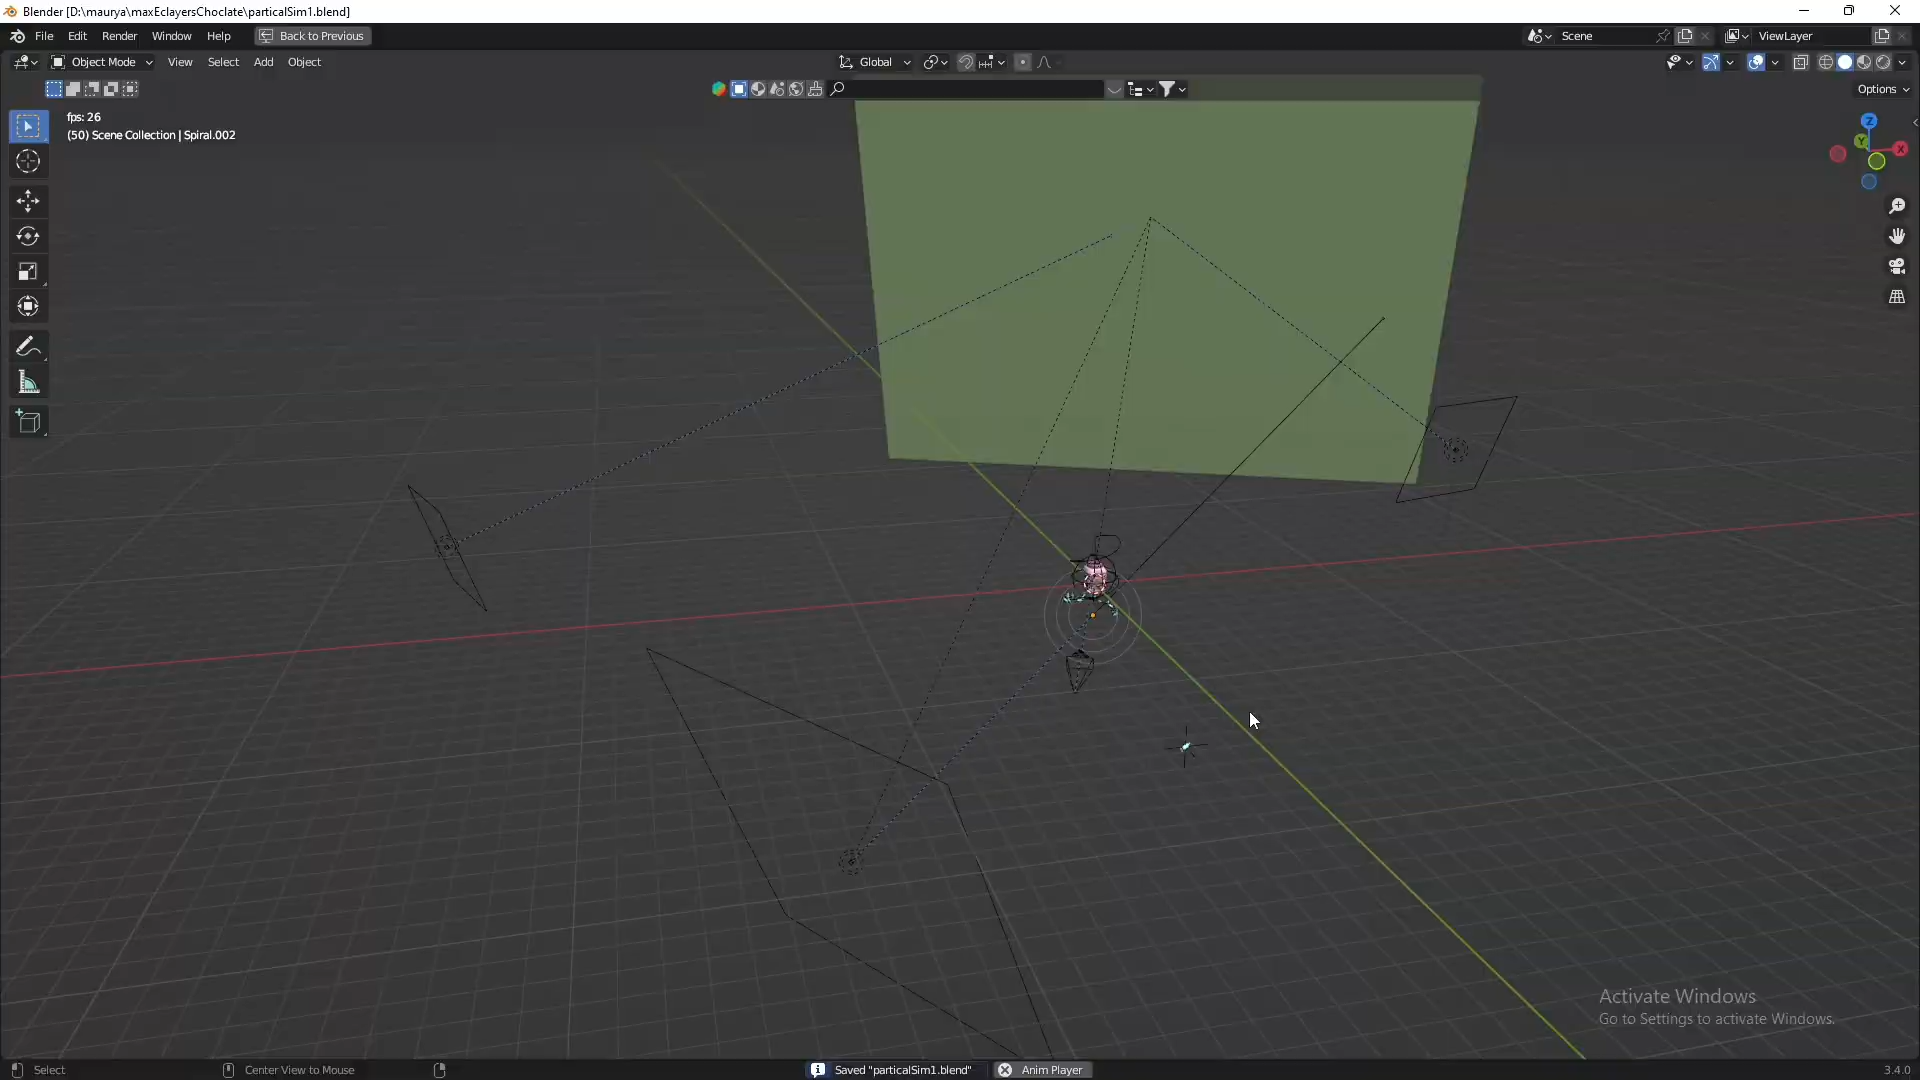 Blender [D:\maurya\maxEclayersChoclate\particalSim1.blend]
File Edit Render Window Help Back to Previous Scene ViewLayer
Object Mode View Select Add Object Global
Options
fps: 26
(50) Scene Collection | Spiral.002
Z
Y
X
Activate Windows
Go to Settings to activate Windows.
Select Center View to Mouse Saved "particalSim1.blend" Anim Player 3.4.0